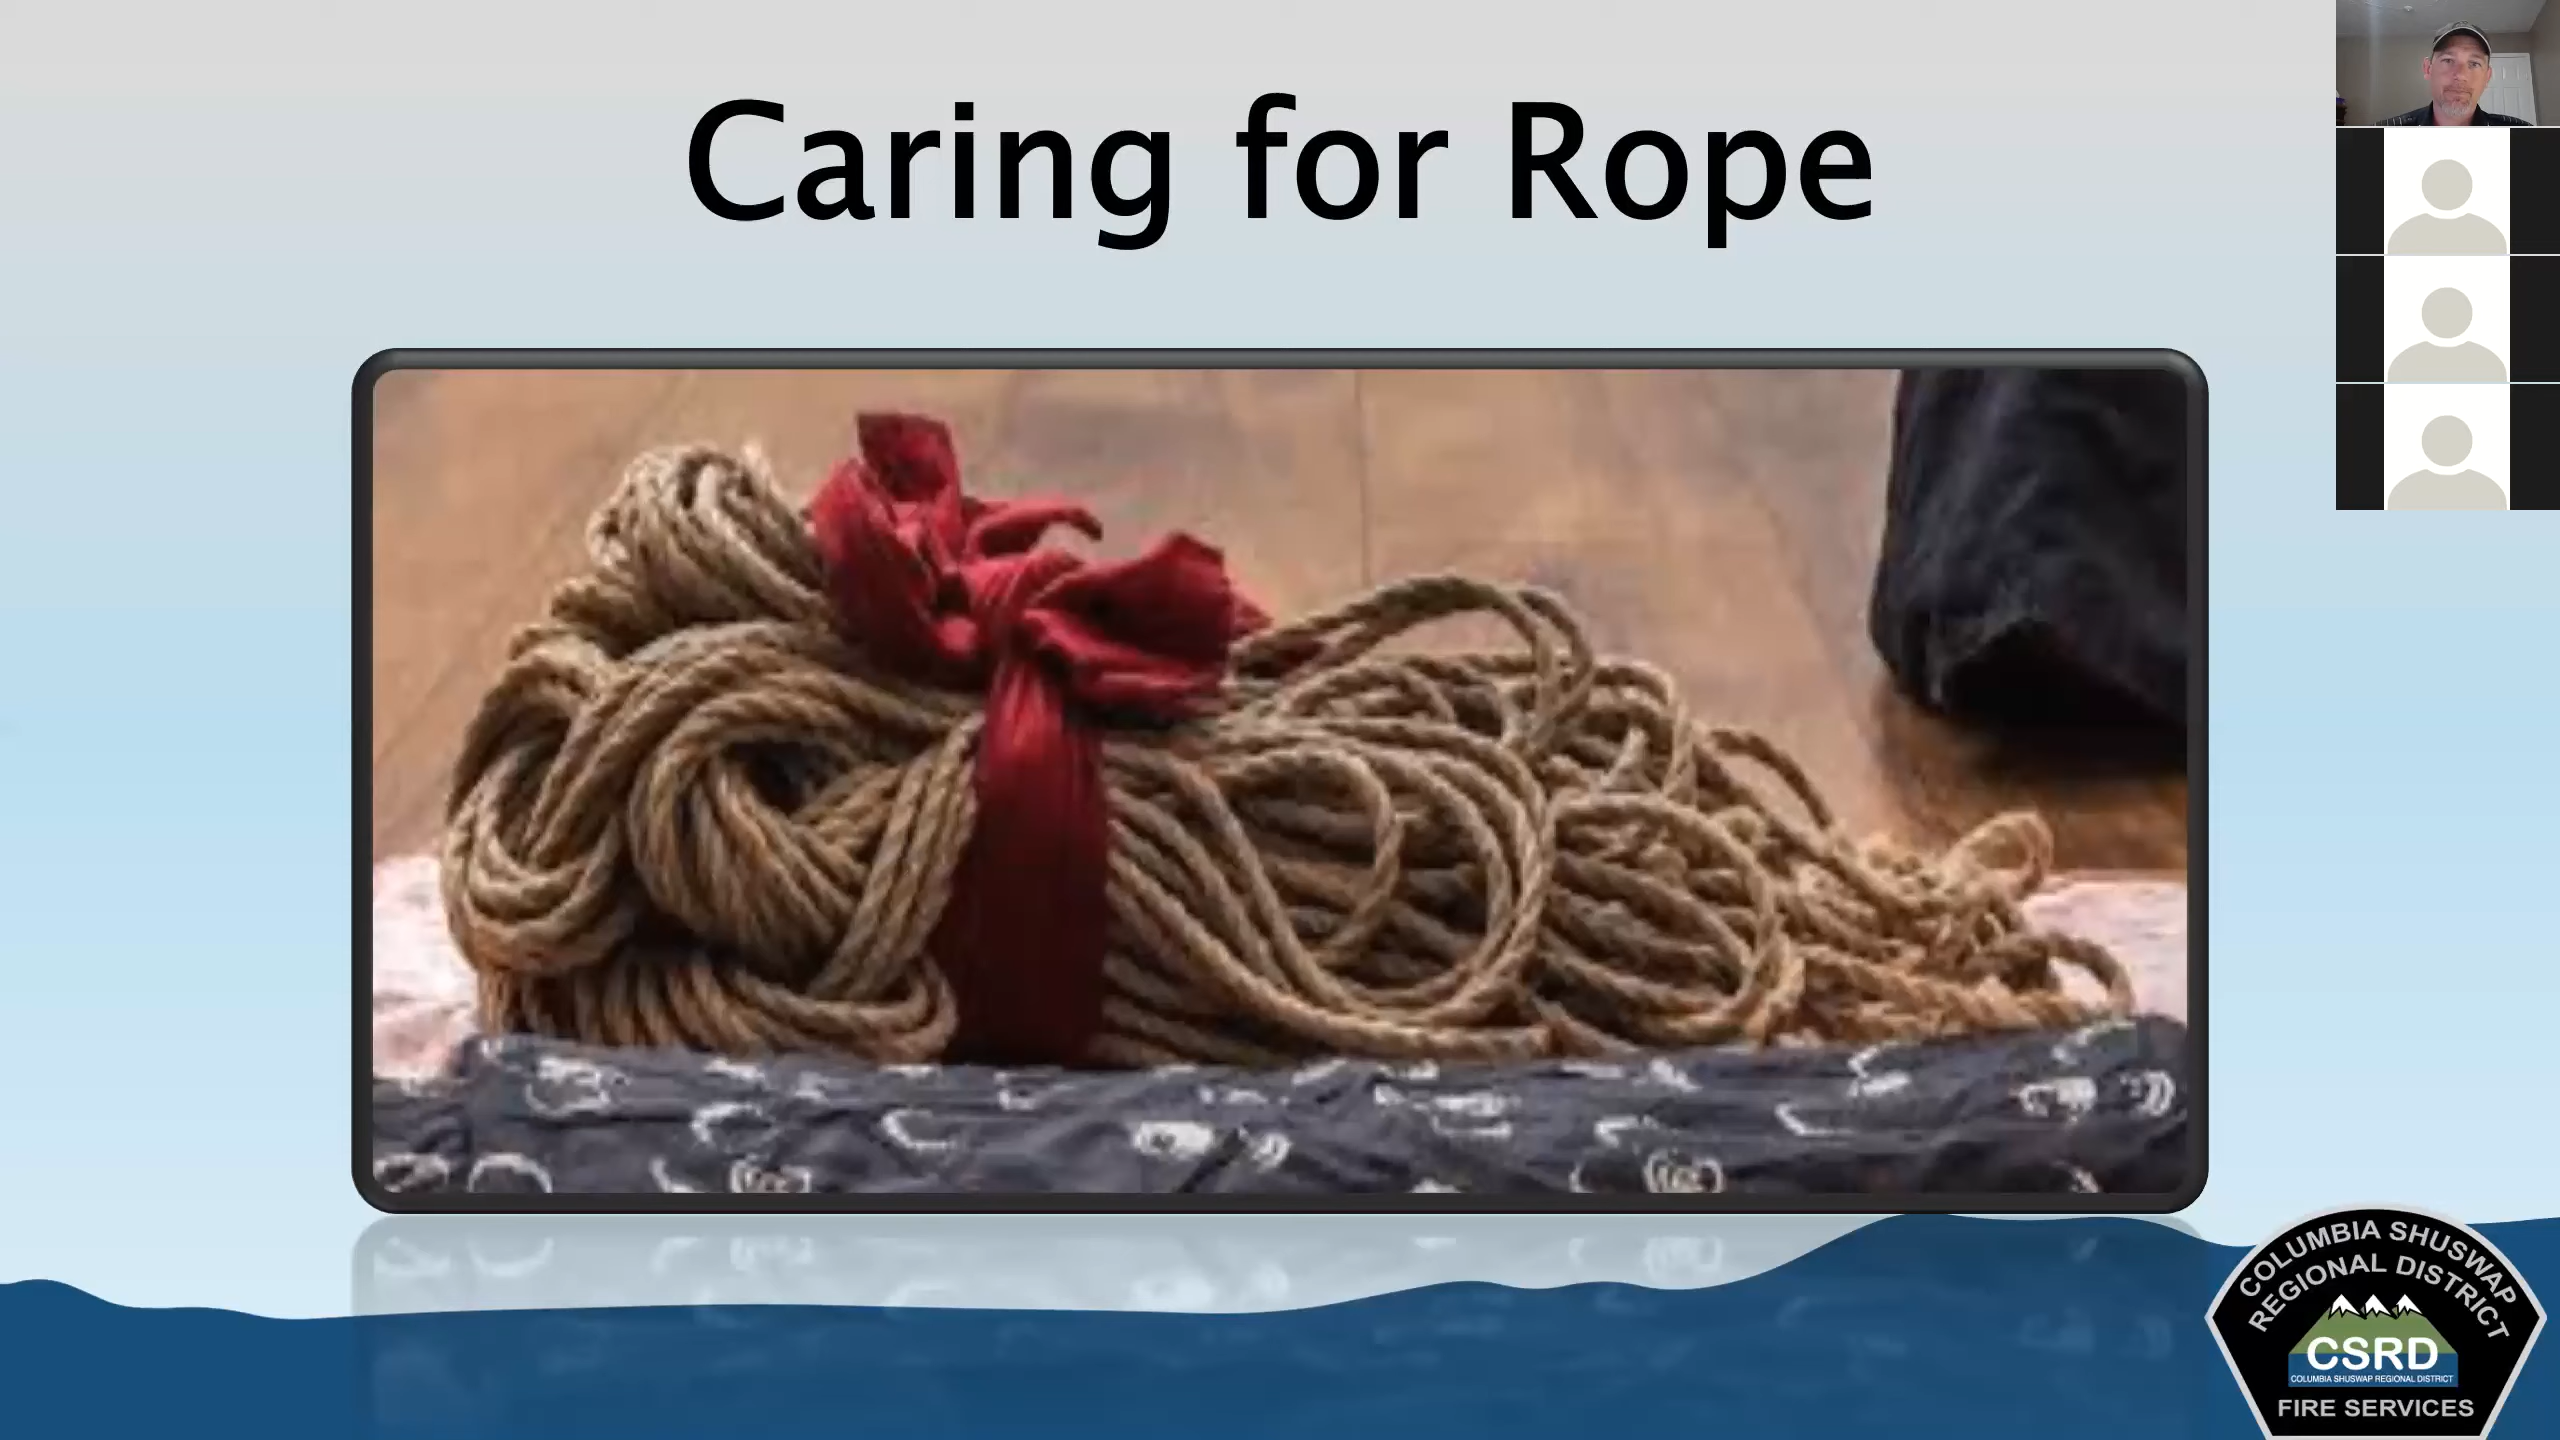 Caring for Rope
COLUMBIA SHUSWAP
REGIONAL DISTRICT
CSRD
COLUMBIA SHUSWAP REGIONAL DISTRICT
FIRE SERVICES